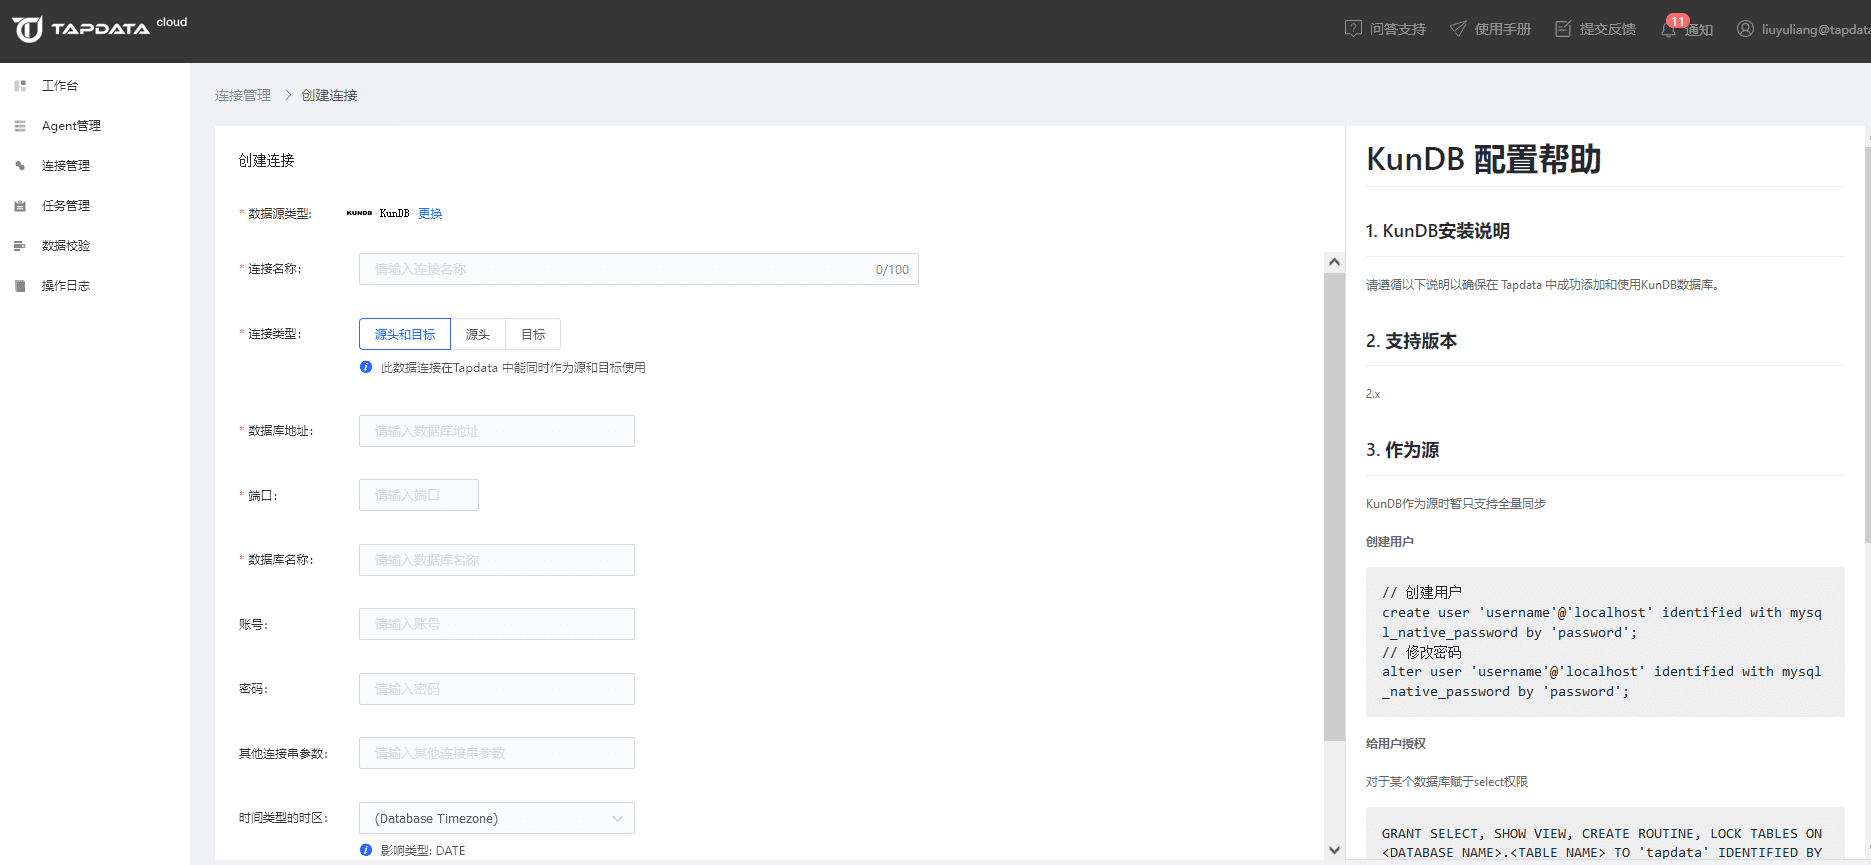 TAPDATA cloud
问答支持
使用手册
提交反馈
11
通知
liuyuliang@tapdata
工作台
Agent管理
连接管理
任务管理
数据校验
操作日志
连接管理 > 创建连接
创建连接
* 数据源类型: KUNDB KunDB 更换
* 连接名称: 请输入连接名称 0/100
* 连接类型: 源头和目标 源头 目标
此数据连接在Tapdata 中能同时作为源和目标使用
* 数据库地址: 请输入数据库地址
* 端口: 请输入端口
* 数据库名称: 请输入数据库名称
账号: 请输入账号
密码: 请输入密码
其他连接串参数: 请输入其他连接串参数
时间类型的时区: (Database Timezone)
影响类型: DATE
KunDB 配置帮助
1. KunDB安装说明
请遵循以下说明以确保在 Tapdata 中成功添加和使用KunDB数据库。
2. 支持版本
2.x
3. 作为源
KunDB作为源时暂只支持全量同步
创建用户
// 创建用户
create user 'username'@'localhost' identified with mysq
l_native_password by 'password';
// 修改密码
alter user 'username'@'localhost' identified with mysql
_native_password by 'password';
给用户授权
对于某个数据库赋于select权限
GRANT SELECT, SHOW VIEW, CREATE ROUTINE, LOCK TABLES ON
<DATABASE_NAME>.<TABLE_NAME> TO 'tapdata' IDENTIFIED BY